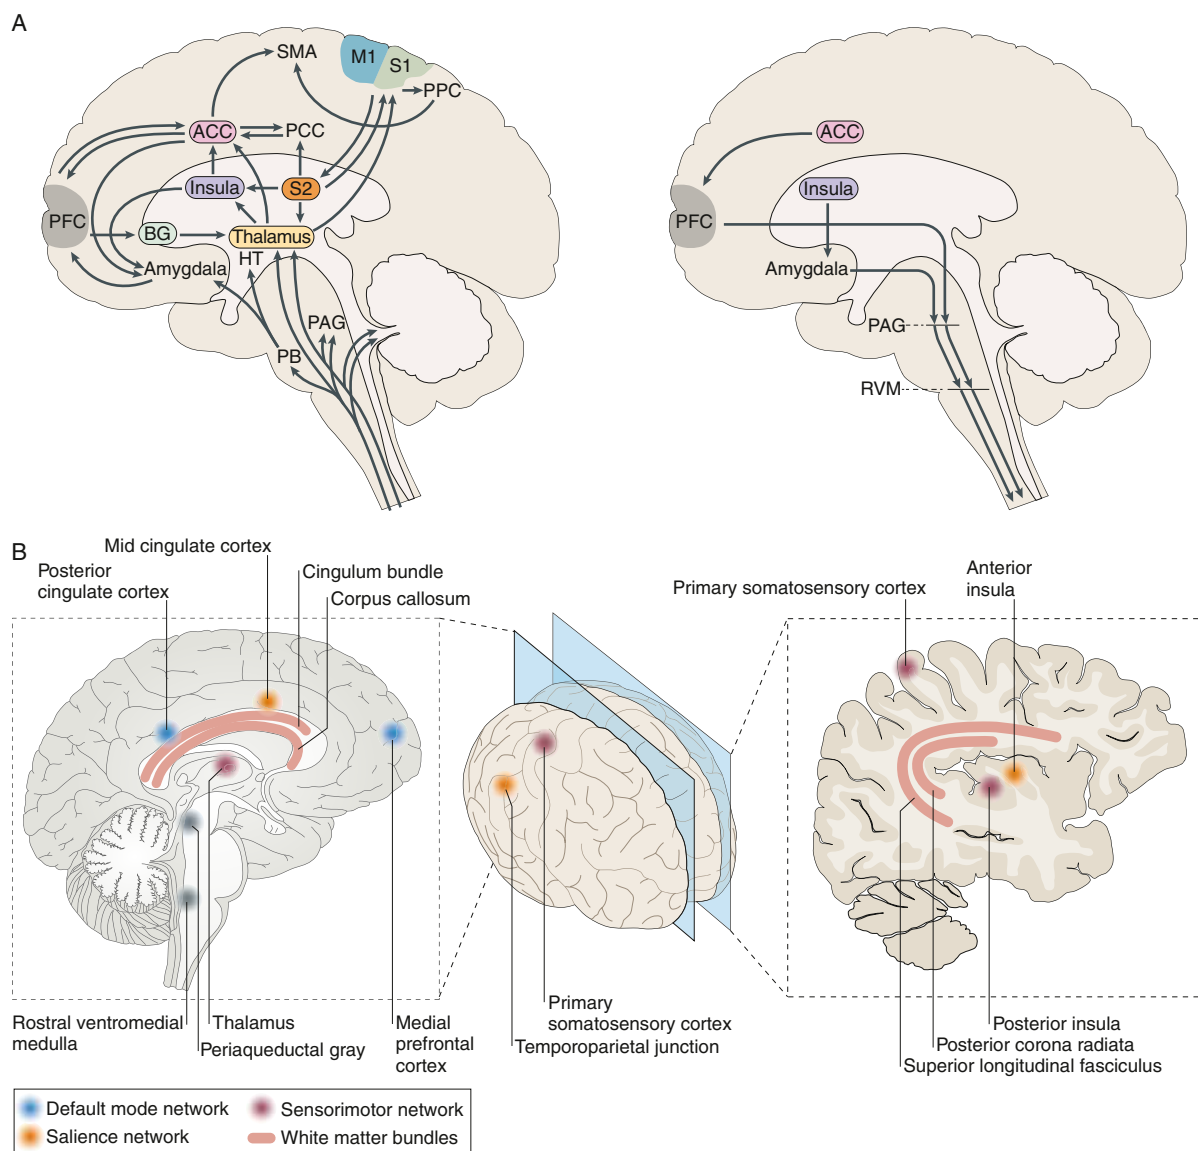 A
SMA
M1
S1
PPC
ACC
PCC
Insula
S2
PFC
BG
Thalamus
HT
Amygdala
PAG
PB
ACC
Insula
PFC
Amygdala
PAG
RVM
B
Mid cingulate cortex
Posterior
cingulate cortex
Cingulum bundle
Corpus callosum
Primary somatosensory cortex
Anterior
insula
Rostral ventromedial
medulla
Thalamus
Periaqueductal gray
Medial
prefrontal
cortex
Primary
somatosensory cortex
Temporoparietal junction
Posterior insula
Posterior corona radiata
Superior longitudinal fasciculus
Default mode network
Sensorimotor network
Salience network
White matter bundles